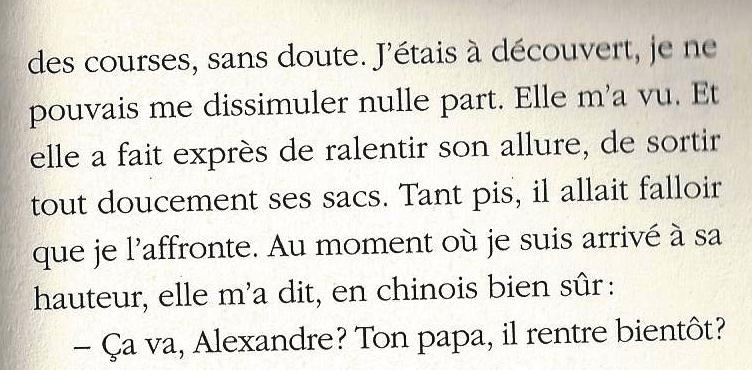 des courses, sans doute. J’étais à découvert, je ne
pouvais me dissimuler nulle part. Elle m’a vu. Et
elle a fait exprès de ralentir son allure, de sortir
tout doucement ses sacs. Tant pis, il allait falloir
que je l’affronte. Au moment où je suis arrivé à sa
hauteur, elle m’a dit, en chinois bien sûr :
– Ça va, Alexandre? Ton papa, il rentre bientôt?